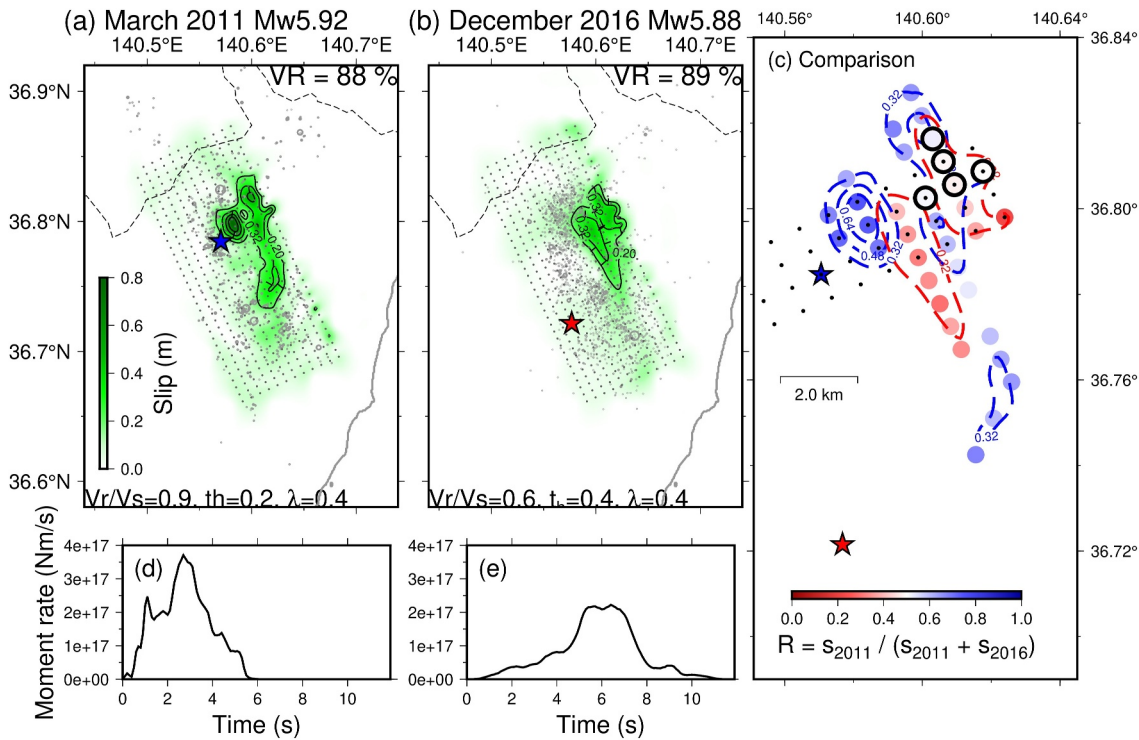 (a) March 2011 Mw5.92
140.5°E 140.6°E 140.7°E
VR = 88 %
36.9°N
36.8°N
36.7°N
36.6°N
0.20
0.8
0.6
0.4
0.2
0.0
Slip (m)
Vr/Vs=0.9, th=0.2, λ=0.4
(b) December 2016 Mw5.88
140.5°E 140.6°E 140.7°E
VR = 89 %
0.32
0.20
Vr/Vs=0.6, tₕ=0.4, λ=0.4
140.56° 140.60° 140.64°
(c) Comparison
36.84°
36.80°
36.76°
36.72°
0.32
0.64
0.48
0.32
0.22
0.32
2.0 km
0.0 0.2 0.4 0.6 0.8 1.0
R = s2011 / (s2011 + s2016)
(d)
4e+17
3e+17
2e+17
1e+17
0e+00
Moment rate (Nm/s)
0 2 4 6 8 10
Time (s)
(e)
4e+17
3e+17
2e+17
1e+17
0e+00
0 2 4 6 8 10
Time (s)